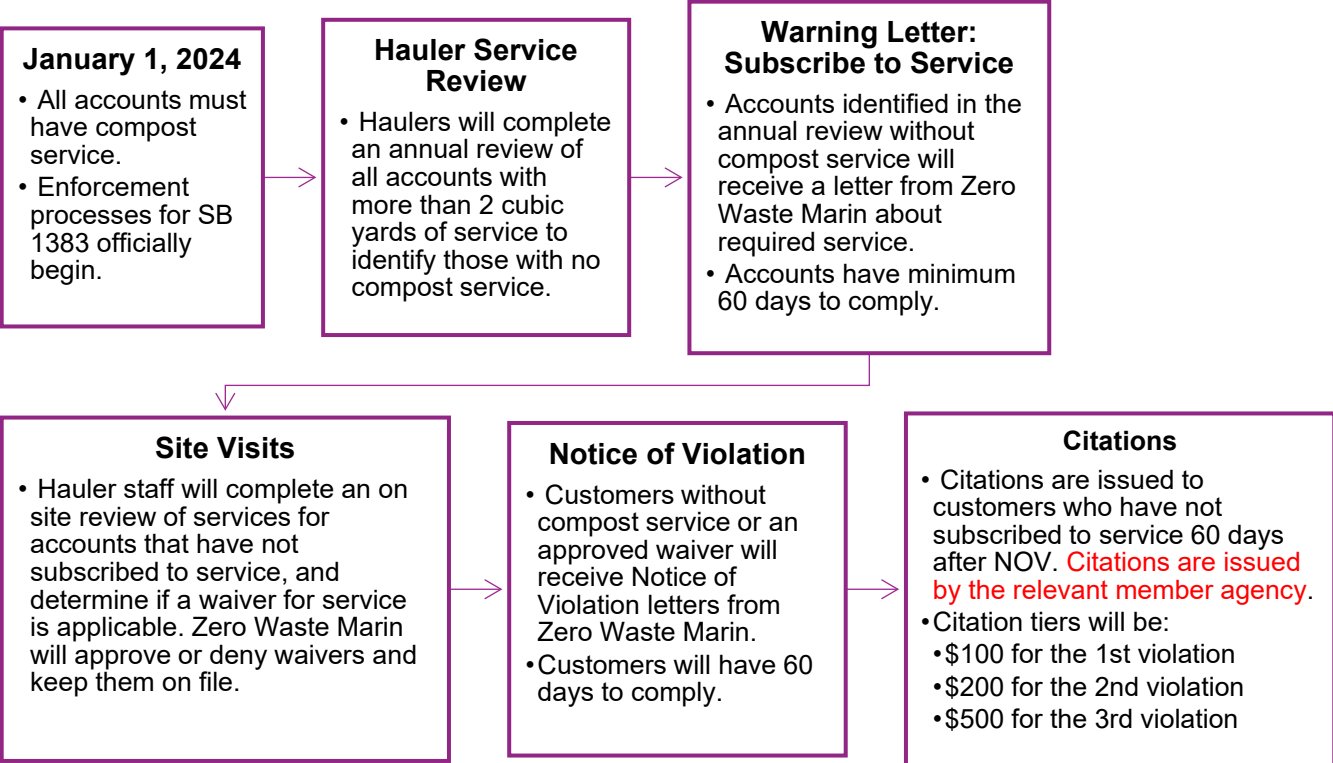 January 1, 2024
• All accounts must
have compost
service.
• Enforcement
processes for SB
1383 officially
begin.
Hauler Service
Review
• Haulers will complete
an annual review of
all accounts with
more than 2 cubic
yards of service to
identify those with no
compost service.
Warning Letter:
Subscribe to Service
• Accounts identified in the
annual review without
compost service will
receive a letter from Zero
Waste Marin about
required service.
• Accounts have minimum
60 days to comply.
Site Visits
• Hauler staff will complete an on
site review of services for
accounts that have not
subscribed to service, and
determine if a waiver for service
is applicable. Zero Waste Marin
will approve or deny waivers and
keep them on file.
Notice of Violation
• Customers without
compost service or an
approved waiver will
receive Notice of
Violation letters from
Zero Waste Marin.
•Customers will have 60
days to comply.
Citations
• Citations are issued to
customers who have not
subscribed to service 60 days
after NOV. Citations are issued
by the relevant member agency.
•Citation tiers will be:
•$100 for the 1st violation
•$200 for the 2nd violation
•$500 for the 3rd violation